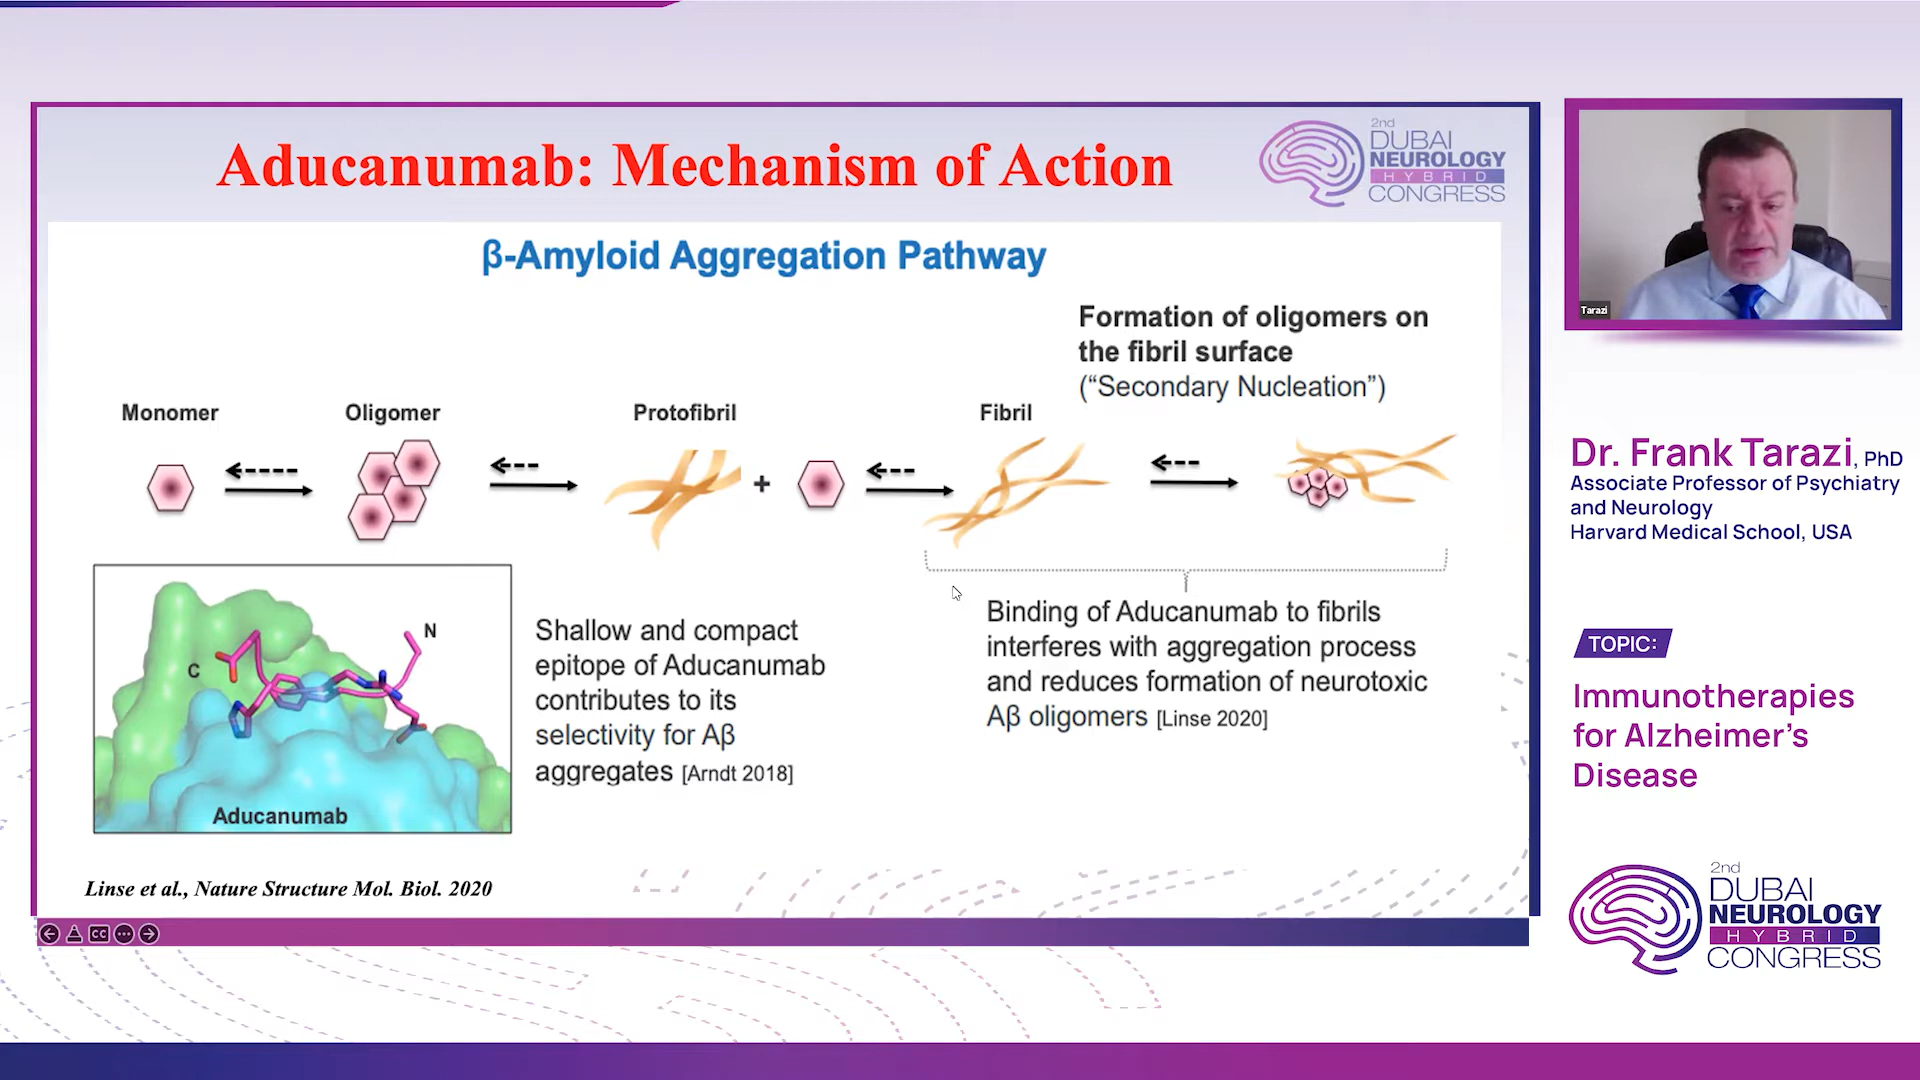 Aducanumab: Mechanism of Action
2nd
DUBAI
NEUROLOGY
HYBRID
CONGRESS
β-Amyloid Aggregation Pathway
Formation of oligomers on
the fibril surface
(“Secondary Nucleation”)
Monomer
Oligomer
Protofibril
Fibril
+
N
C
Aducanumab
Shallow and compact
epitope of Aducanumab
contributes to its
selectivity for Aβ
aggregates [Arndt 2018]
Binding of Aducanumab to fibrils
interferes with aggregation process
and reduces formation of neurotoxic
Aβ oligomers [Linse 2020]
Linse et al., Nature Structure Mol. Biol. 2020
CC
Tarazi
Dr. Frank Tarazi, PhD
Associate Professor of Psychiatry
and Neurology
Harvard Medical School, USA
TOPIC:
Immunotherapies
for Alzheimer’s
Disease
2nd
DUBAI
NEUROLOGY
HYBRID
CONGRESS